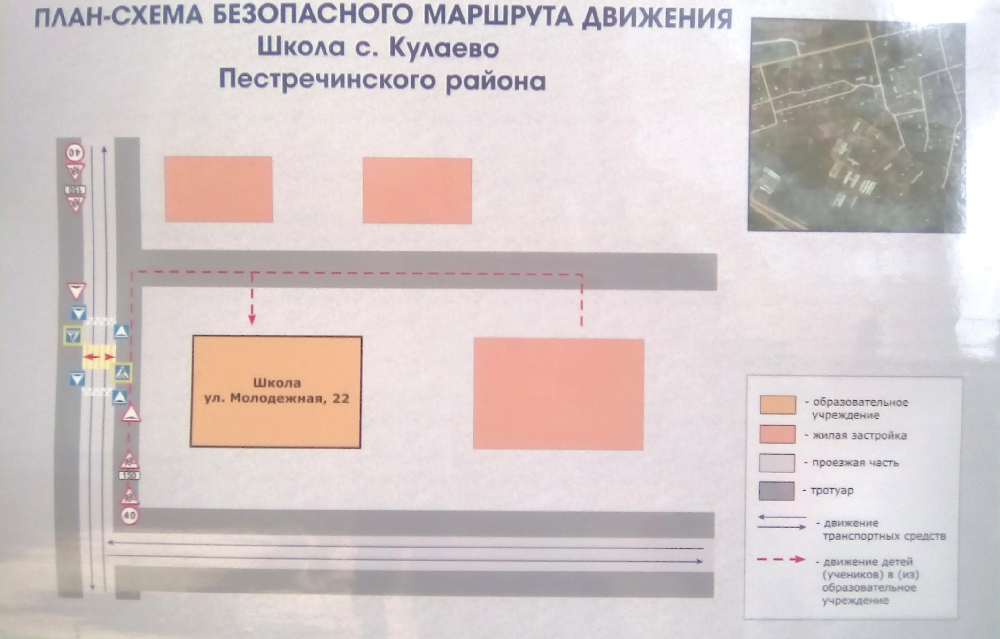 ПЛАН-СХЕМА БЕЗОПАСНОГО МАРШРУТА ДВИЖЕНИЯ
Школа с. Кулаево
Пестречинского района
40
150
Школа
ул. Молодежная, 22
150
40
- образовательное
учреждение
- жилая застройка
- проезжая часть
- тротуар
- движение
транспортных средств
- движение детей
(учеников) в (из)
образовательное
учреждение